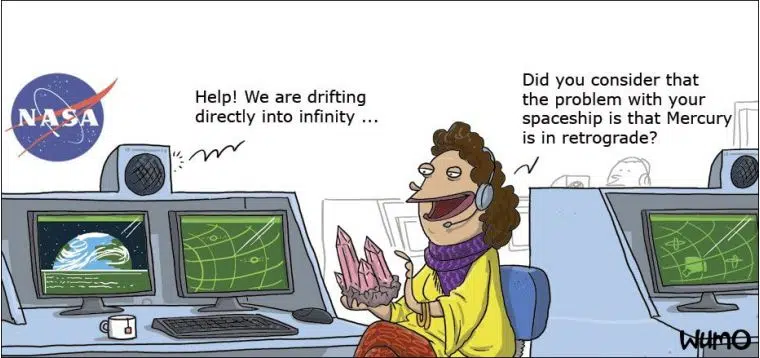 NASA
Help! We are drifting
directly into infinity ...
Did you consider that
the problem with your
spaceship is that Mercury
is in retrograde?
WUMO